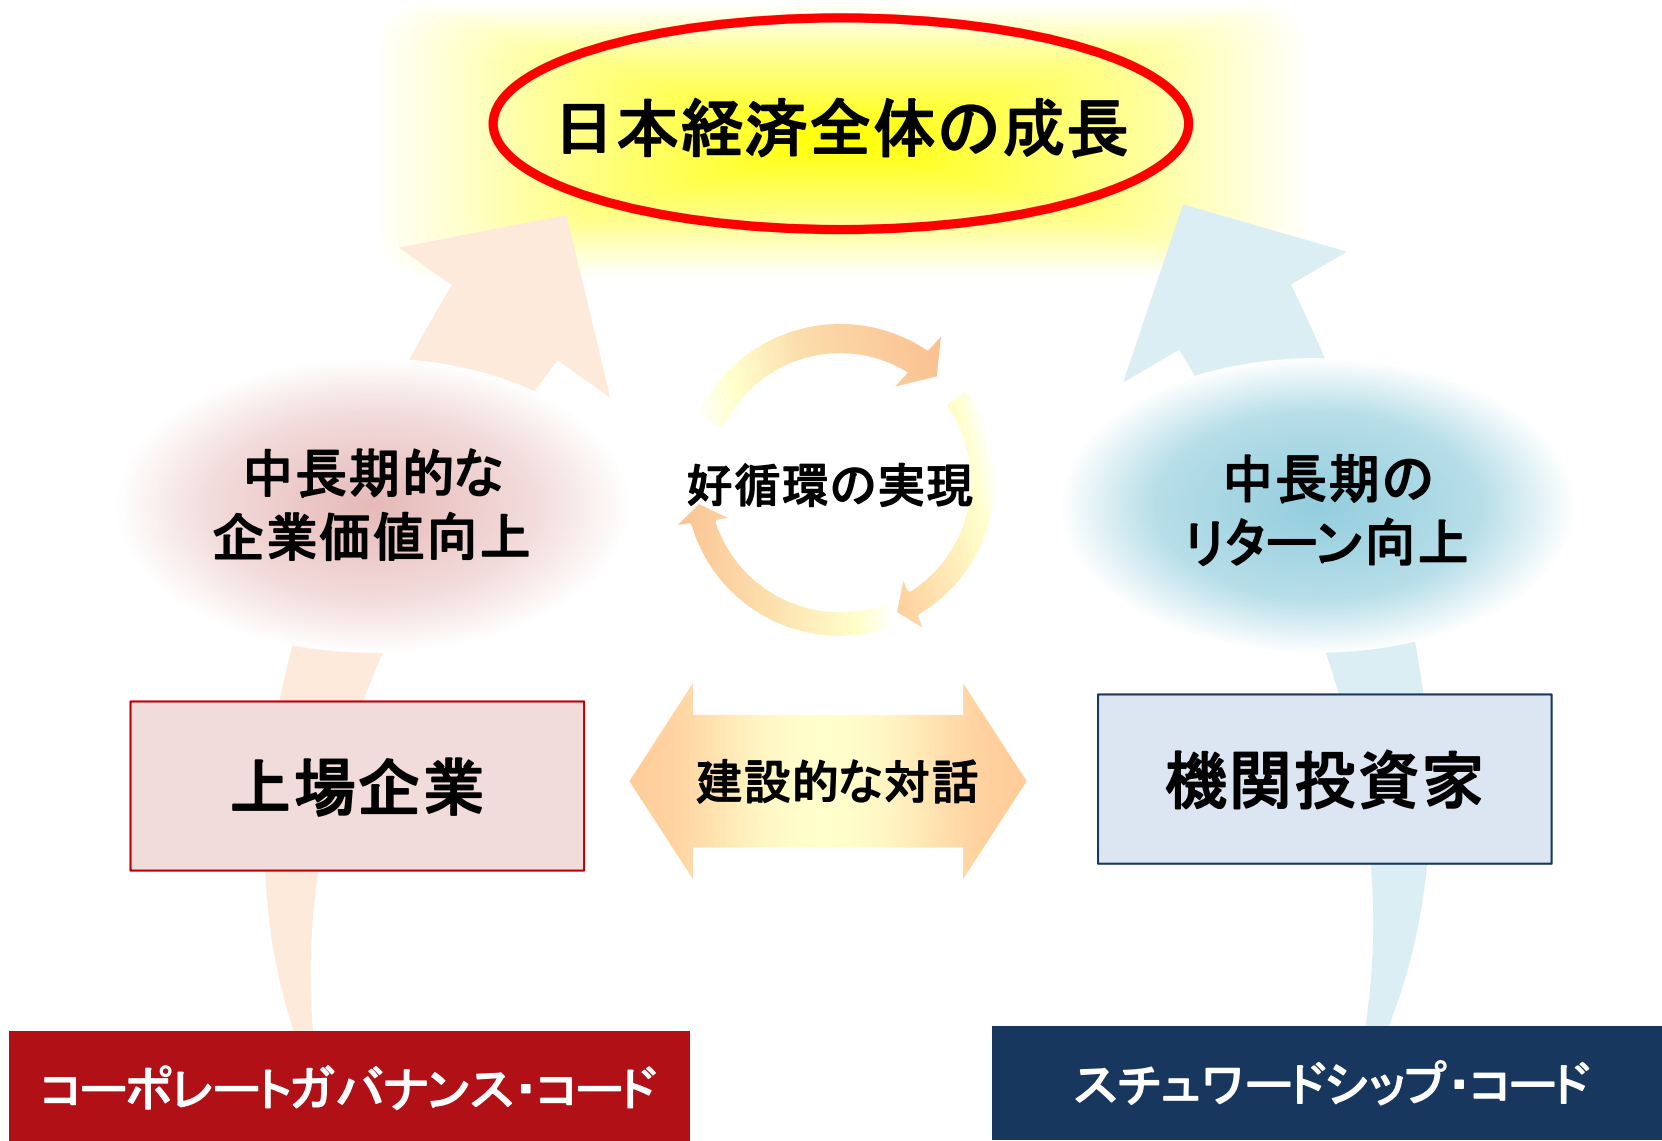 日本経済全体の成長
中長期的な
企業価値向上
好循環の実現
中長期の
リターン向上
上場企業
建設的な対話
機関投資家
コーポレートガバナンス・コード
スチュワードシップ・コード